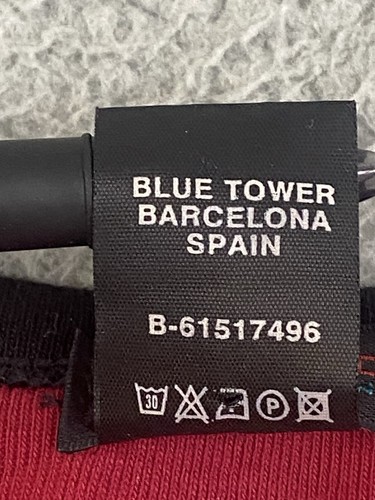 BLUE TOWER
BARCELONA
SPAIN
B-61517496
30 P